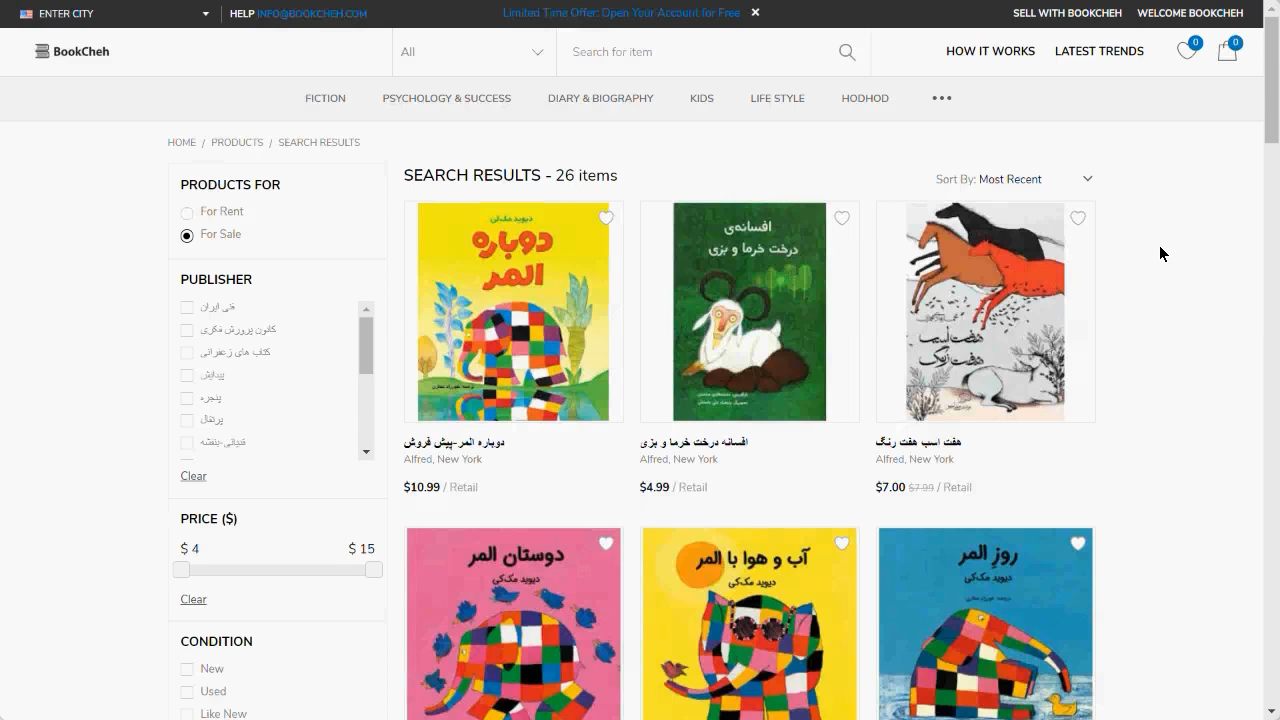 ENTER CITY
HELP INFO@BOOKCHEH.COM
Limited Time Offer: Open Your Account for Free
SELL WITH BOOKCHEH
WELCOME BOOKCHEH
BookCheh
All
Search for item
HOW IT WORKS
LATEST TRENDS
0
0
FICTION
PSYCHOLOGY & SUCCESS
DIARY & BIOGRAPHY
KIDS
LIFE STYLE
HODHOD
HOME / PRODUCTS / SEARCH RESULTS
PRODUCTS FOR
For Rent
For Sale
PUBLISHER
فنی ایران
کانون پرورش فکری
کتاب های زعفرانی
پیدایش
پنجره
پرتقال
قدیانی-بنفشه
Clear
PRICE ($)
$ 4
$ 15
Clear
CONDITION
New
Used
Like New
SEARCH RESULTS - 26 items
Sort By: Most Recent
دیوید مک‌کی
دوباره
المر
افسانه‌ی
درخت خرما و بزی
هفت اسب
هفت رنگ
دوباره المر-پیش فروش
Alfred, New York
$10.99 / Retail
افسانه درخت خرما و بزی
Alfred, New York
$4.99 / Retail
هفت اسب هفت رنگ
Alfred, New York
$7.00 $7.99 / Retail
دوستان المر
دیوید مک‌کی
آب و هوا با المر
دیوید مک‌کی
روز المر
دیوید مک‌کی